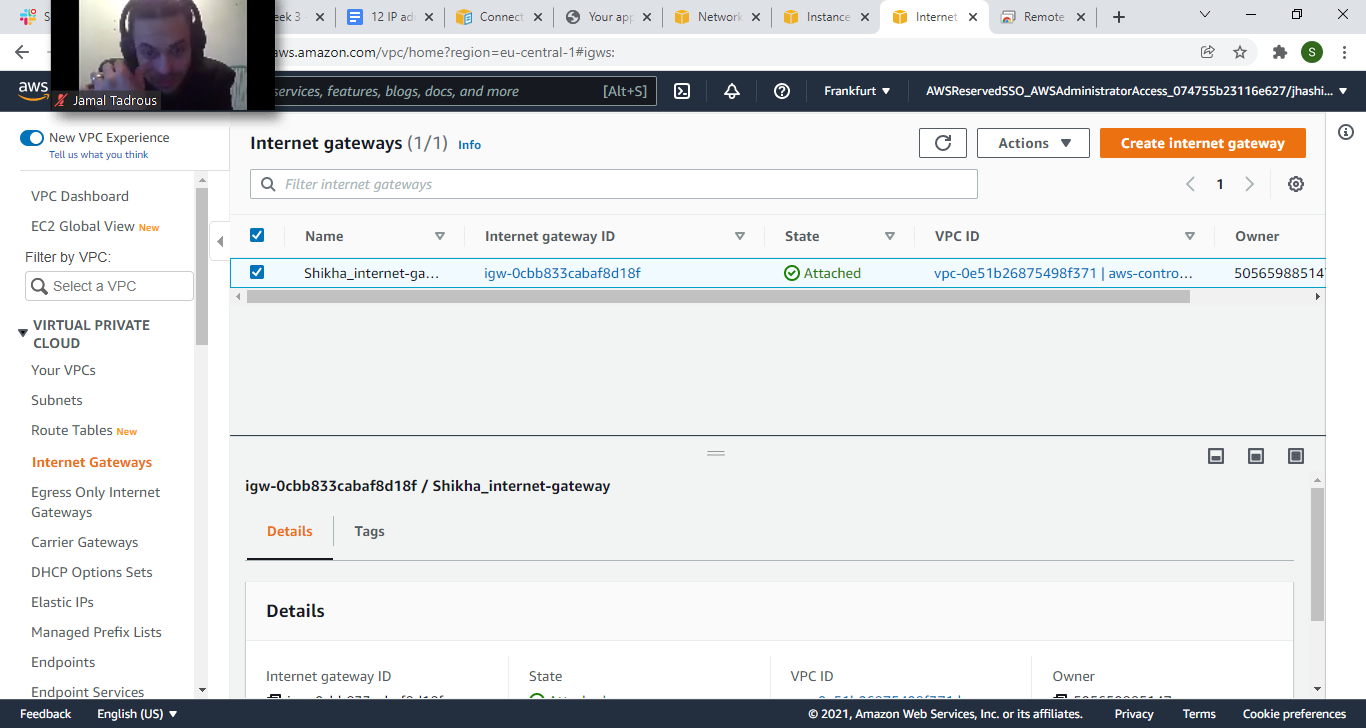 eek 3
12 IP ad
Connect
Your app
Network
Instance
Internet
Remote
aws.amazon.com/vpc/home?region=eu-central-1#igws:
S
Jamal Tadrous
aws
services, features, blogs, docs, and more
[Alt+S]
Frankfurt
AWSReservedSSO_AWSAdministratorAccess_074755b23116e627/jhashi...
New VPC Experience
Tell us what you think
VPC Dashboard
EC2 Global View New
Filter by VPC:
Select a VPC
VIRTUAL PRIVATE
CLOUD
Your VPCs
Subnets
Route Tables New
Internet Gateways
Egress Only Internet
Gateways
Carrier Gateways
DHCP Options Sets
Elastic IPs
Managed Prefix Lists
Endpoints
Endpoint Services
Internet gateways (1/1) Info
Actions
Create internet gateway
Filter internet gateways
1
Name
Internet gateway ID
State
VPC ID
Owner
Shikha_internet-ga...
igw-0cbb833cabaf8d18f
Attached
vpc-0e51b26875498f371 | aws-contro...
50565988514
igw-0cbb833cabaf8d18f / Shikha_internet-gateway
Details
Tags
Details
Internet gateway ID
State
VPC ID
Owner
Feedback
English (US)
© 2021, Amazon Web Services, Inc. or its affiliates.
Privacy
Terms
Cookie preferences